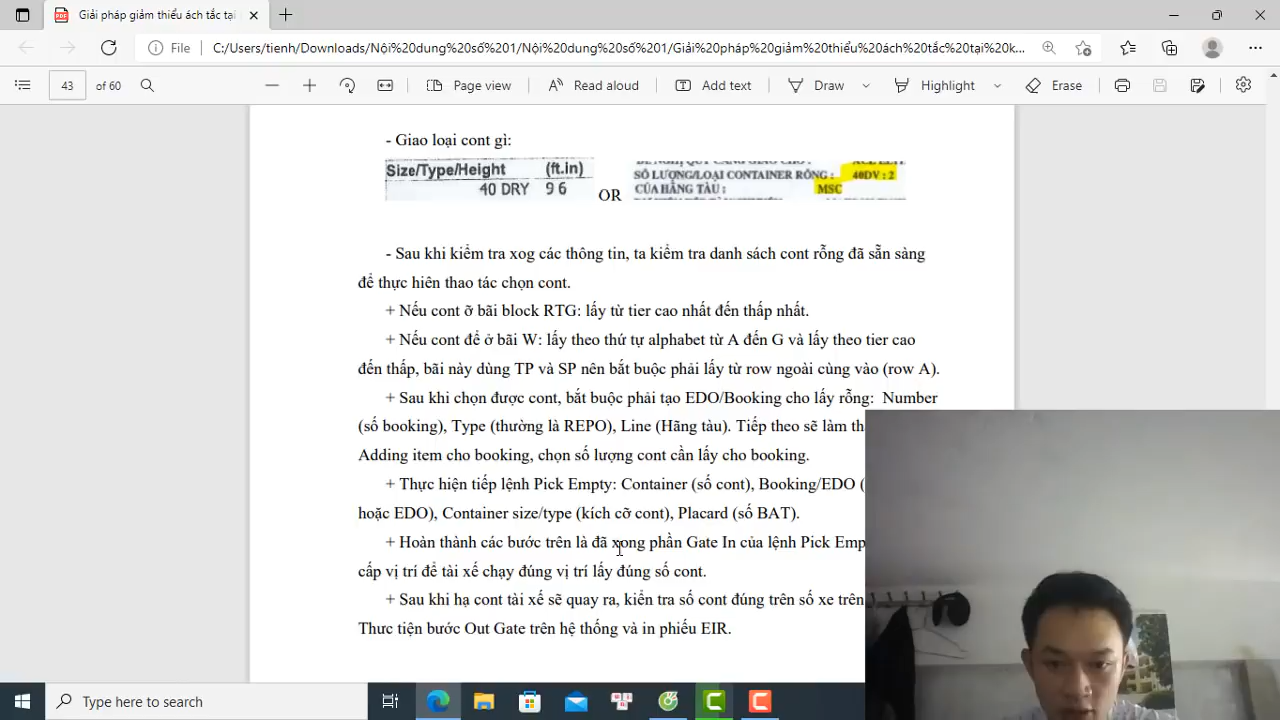 Giải pháp giảm thiểu ách tắc tại
File
C:/Users/tienh/Downloads/Nội%20dung%20số%201/Nội%20dung%20số%201/Giải%20pháp%20giảm%20thiểu%20ách%20tắc%20tại%20k...
43 of 60
Page view
Read aloud
Add text
Draw
Highlight
Erase
- Giao loại cont gì:
Size/Type/Height (ft.in)
40 DRY 9 6
OR
SỐ LƯỢNG/LOẠI CONTAINER RỖNG : 40DV : 2
CỦA HÃNG TÀU : MSC
- Sau khi kiểm tra xog các thông tin, ta kiểm tra danh sách cont rỗng đã sẵn sàng
để thực hiên thao tác chọn cont.
+ Nếu cont ở bãi block RTG: lấy từ tier cao nhất đến thấp nhất.
+ Nếu cont để ở bãi W: lấy theo thứ tự alphabet từ A đến G và lấy theo tier cao
đến thấp, bãi này dùng TP và SP nên bắt buộc phải lấy từ row ngoài cùng vào (row A).
+ Sau khi chọn được cont, bắt buộc phải tạo EDO/Booking cho lấy rỗng: Number
(số booking), Type (thường là REPO), Line (Hãng tàu). Tiếp theo sẽ làm
Adding item cho booking, chọn số lượng cont cần lấy cho booking.
+ Thực hiện tiếp lệnh Pick Empty: Container (số cont), Booking/EDO (
hoặc EDO), Container size/type (kích cỡ cont), Placard (số BAT).
+ Hoàn thành các bước trên là đã xong phần Gate In của lệnh Pick Emp
cấp vị trí để tài xế chạy đúng vị trí lấy đúng số cont.
+ Sau khi hạ cont tài xế sẽ quay ra, kiển tra số cont đúng trên số xe trên
Thưc tiện bước Out Gate trên hệ thống và in phiếu EIR.
Type here to search